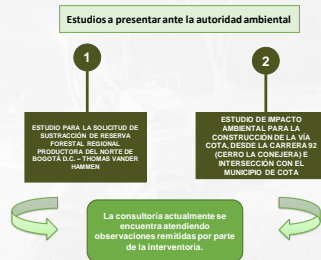 Estudios a presentar ante la autoridad ambiental
1
ESTUDIO PARA LA SOLICITUD DE
SUSTRACCIÓN DE RESERVA
FORESTAL REGIONAL
PRODUCTORA DEL NORTE DE
BOGOTÁ D.C. – THOMAS VANDER
HAMMEN
2
ESTUDIO DE IMPACTO
AMBIENTAL PARA LA
CONSTRUCCIÓN DE LA VÍA
COTA, DESDE LA CARRERA 92
(CERRO LA CONEJERA) E
INTERSECCIÓN CON EL
MUNICIPIO DE COTA
La consultoría actualmente se
encuentra atendiendo
observaciones remitidas por parte
de la interventoría.